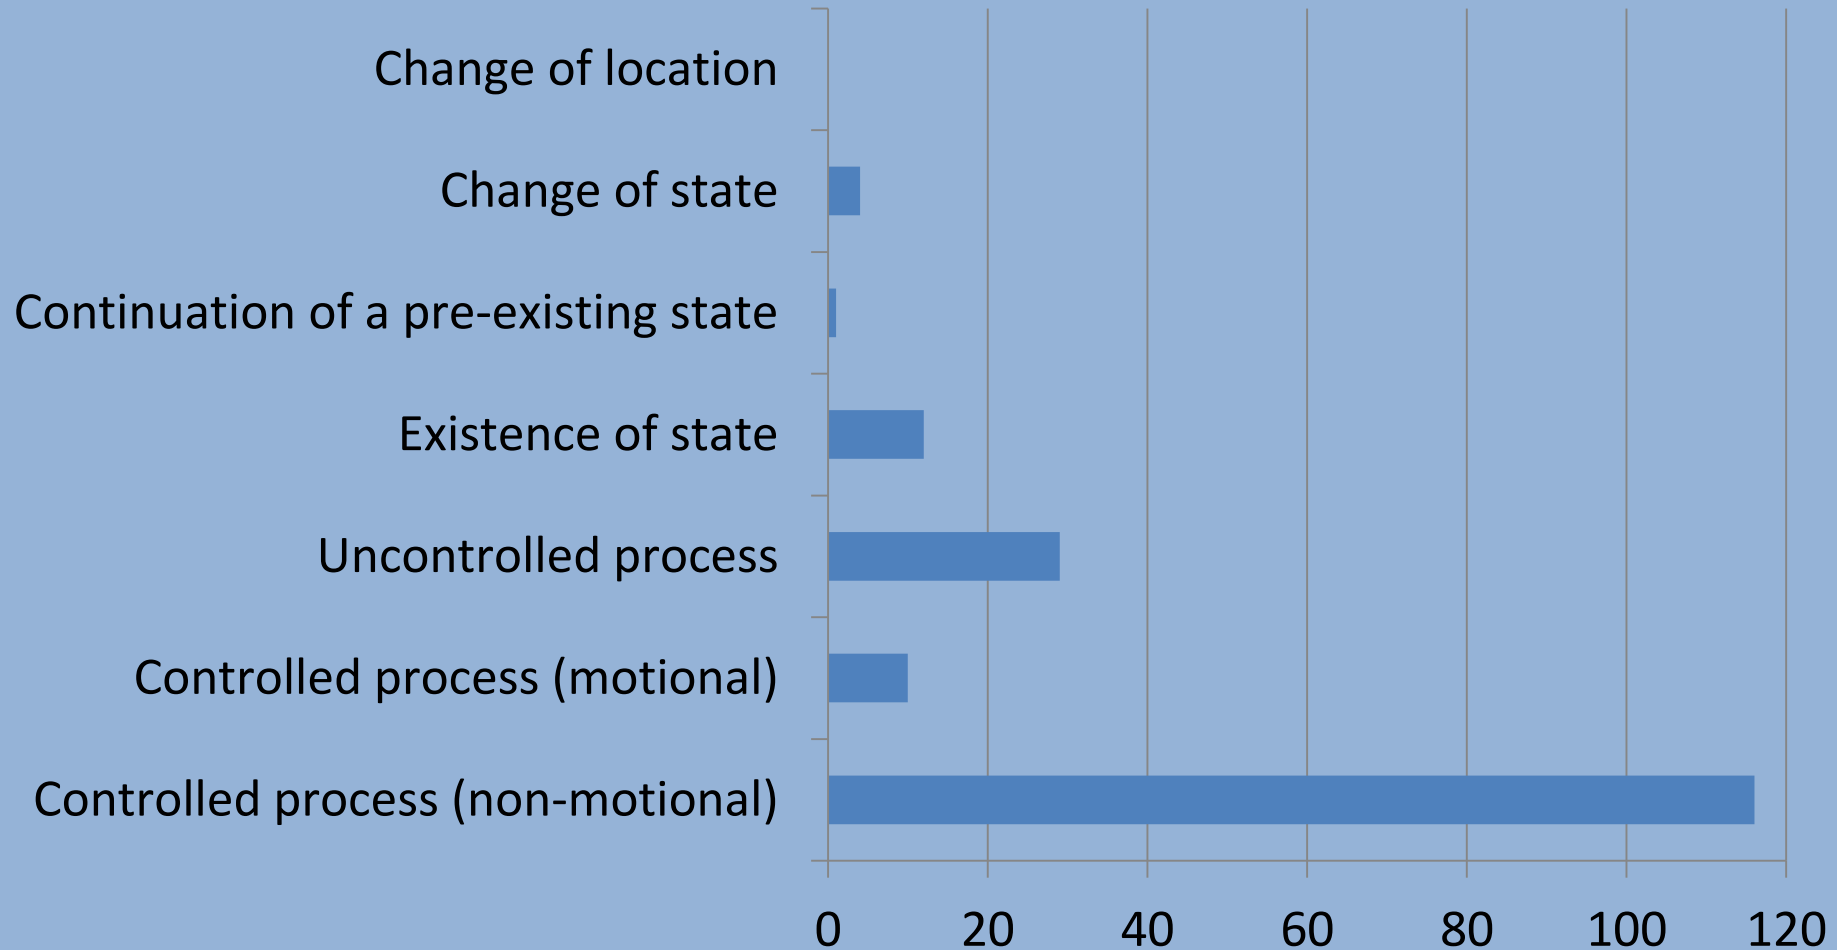 Change of location
Change of state
Continuation of a pre-existing state
Existence of state
Uncontrolled process
Controlled process (motional)
Controlled process (non-motional)
0 20 40 60 80 100 120